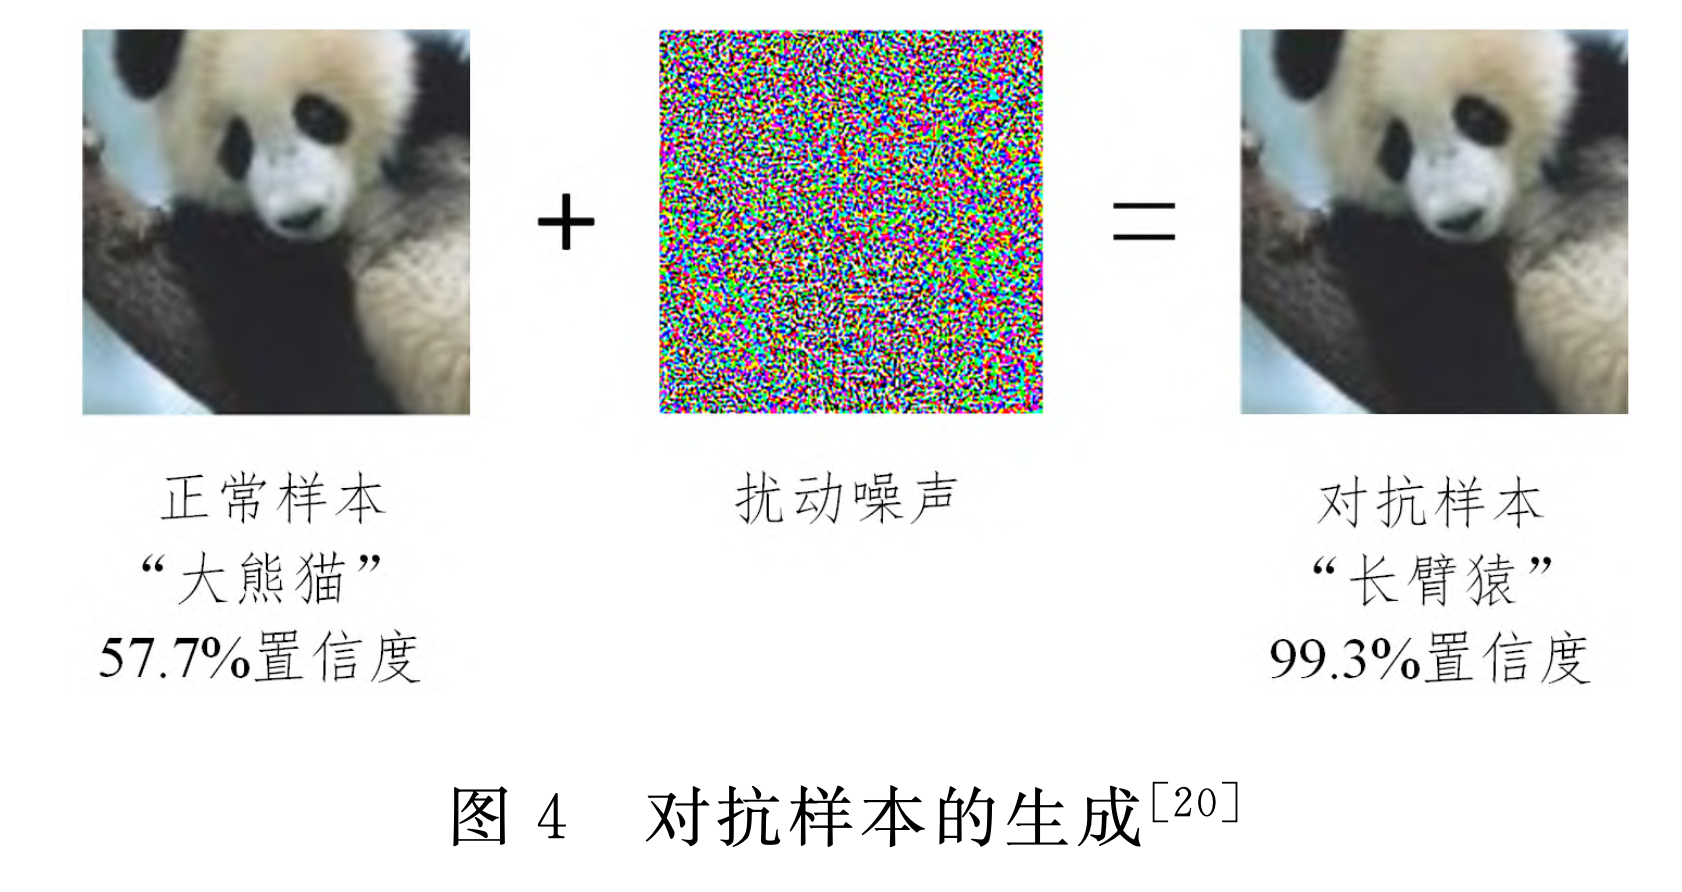 +
=
正常样本
“大熊猫”
57.7%置信度
扰动噪声
对抗样本
“长臂猿”
99.3%置信度
图 4 对抗样本的生成[20]